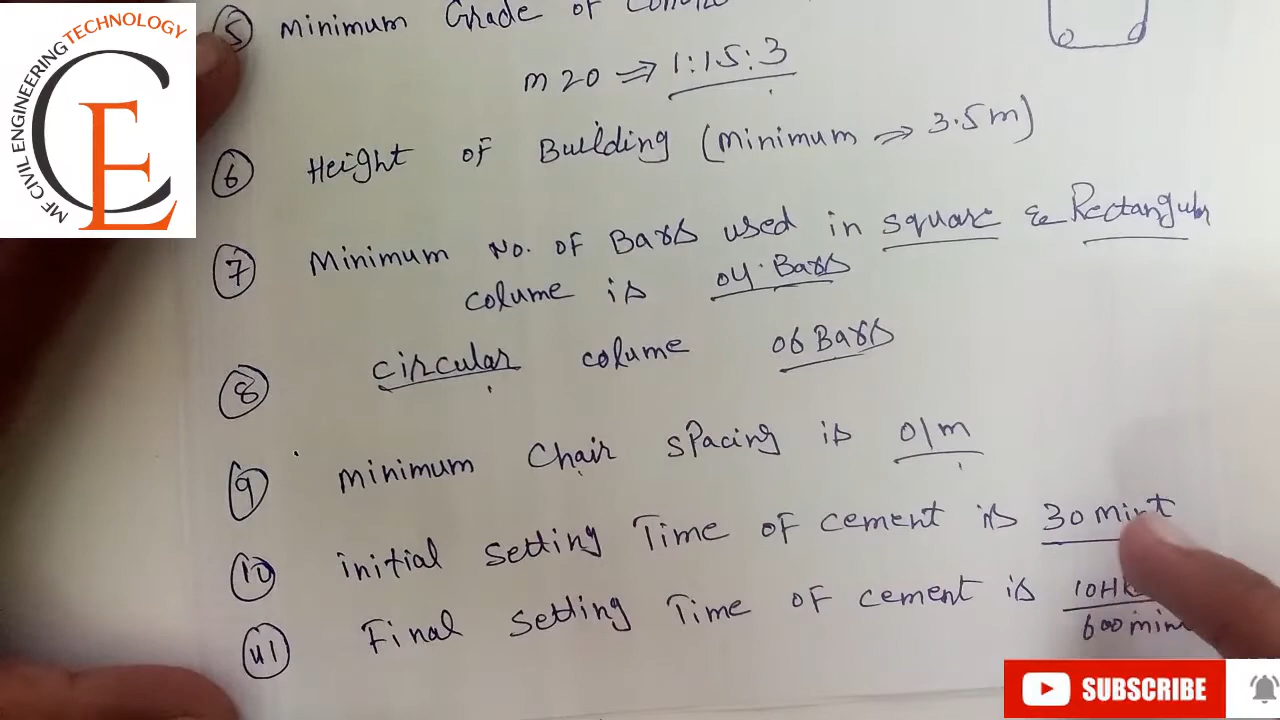 MF CIVIL ENGINEERING TECHNOLOGY
CE
5 Minimum Grade of
m20 ⇒ 1:1.5:3
6 Height of Building (minimum ⇒ 3.5m)
7 Minimum No. of Bars used in square & Rectangular
colume is 04 Bars
8 circular colume 06 Bars
9 minimum Chair spacing is 01m
10 initial setting Time of cement is 30 mint
11 Final setting Time of cement is 10H
600 min
SUBSCRIBE